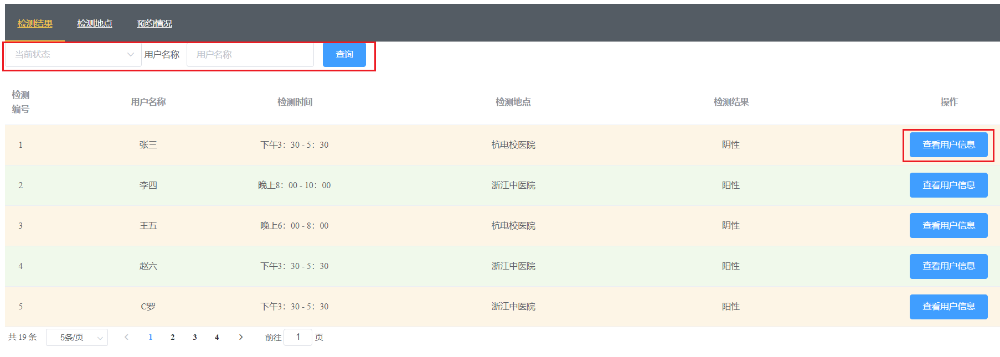 检测结果 检测地点 预约情况
当前状态 用户名称 用户名称 查询
检测编号 用户名称 检测时间 检测地点 检测结果 操作
1 张三 下午3：30 - 5：30 杭电校医院 阴性 查看用户信息
2 李四 晚上8：00 - 10：00 浙江中医院 阳性 查看用户信息
3 王五 晚上6：00 - 8：00 杭电校医院 阴性 查看用户信息
4 赵六 下午3：30 - 5：30 浙江中医院 阳性 查看用户信息
5 C罗 下午3：30 - 5：30 浙江中医院 阳性 查看用户信息
共 19 条 5条/页 1 2 3 4 前往 1 页